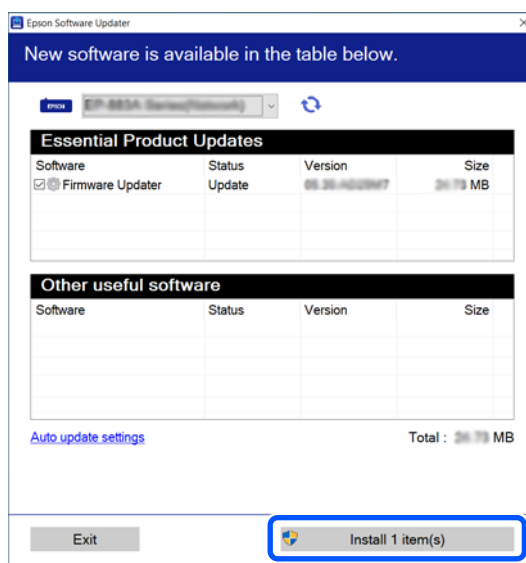 Epson Software Updater
New software is available in the table below.
EPSON
Essential Product Updates
Software Status Version Size
Firmware Updater Update MB
Other useful software
Software Status Version Size
Auto update settings Total : MB
Exit Install 1 item(s)